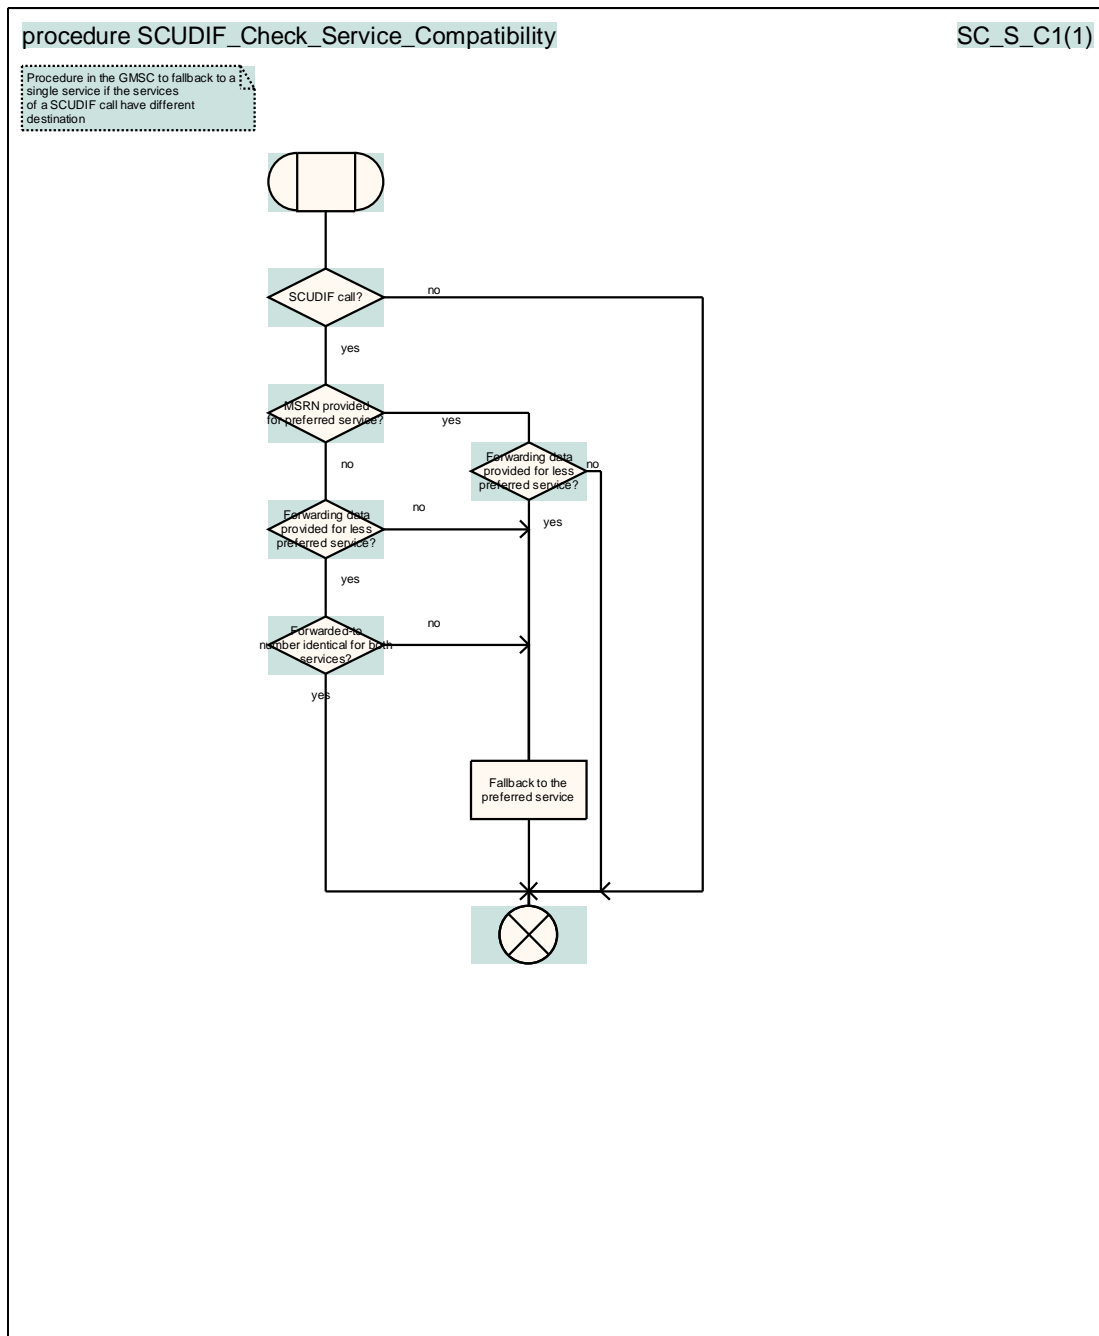 procedure SCUDIF_Check_Service_Compatibility
SC_S_C1(1)
Procedure in the GMSC to fallback to a
single service if the services
of a SCUDIF call have different
destination
SCUDIF call?
no
yes
MSRN provided
for preferred service?
yes
no
Forwarding data
provided for less
preferred service?
no
yes
Forwarding data
provided for less
preferred service?
no
yes
Forwarded-to
number identical for both
services?
no
yes
Fallback to the
preferred service